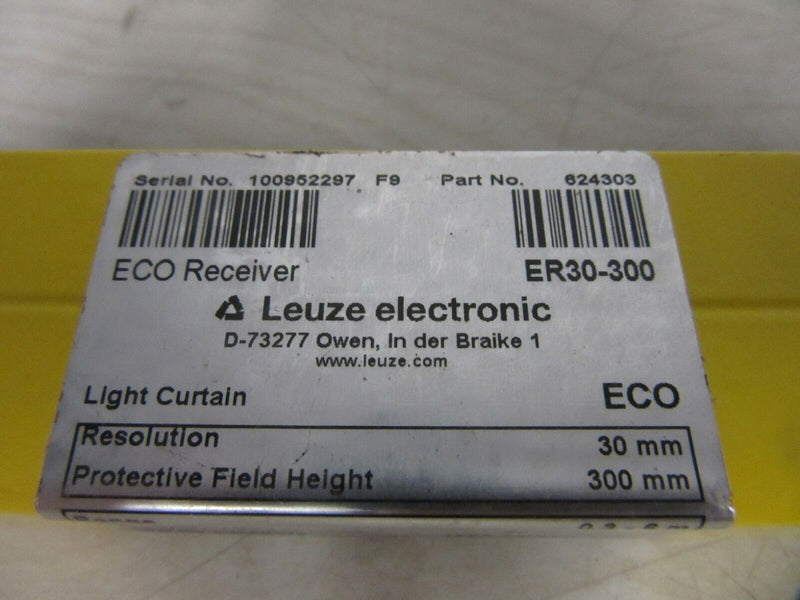 Serial No. 100952297 F9 Part No. 624303
ECO Receiver ER30-300
Leuze electronic
D-73277 Owen, In der Braike 1
www.leuze.com
Light Curtain ECO
Resolution 30 mm
Protective Field Height 300 mm